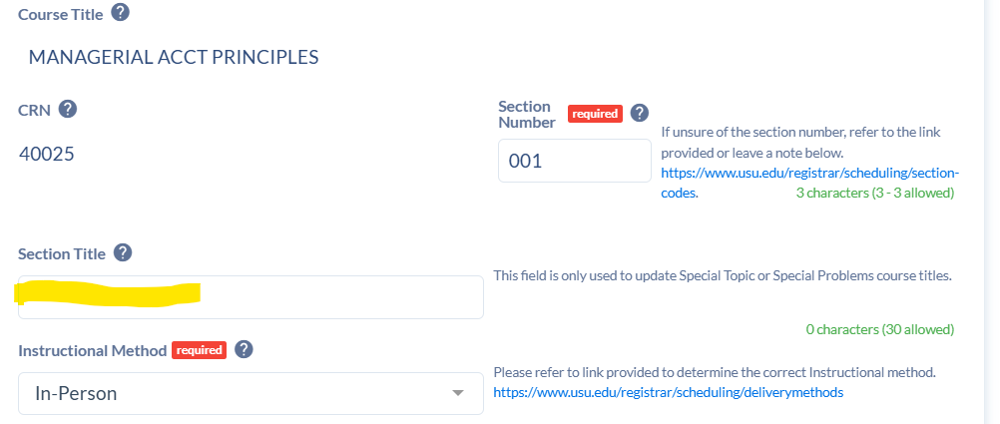 Course Title ?
MANAGERIAL ACCT PRINCIPLES
CRN ?
40025
Section
Number required ?
001
If unsure of the section number, refer to the link
provided or leave a note below.
https://www.usu.edu/registrar/scheduling/section-
codes. 3 characters (3 - 3 allowed)
Section Title ?
This field is only used to update Special Topic or Special Problems course titles.
0 characters (30 allowed)
Instructional Method required ?
In-Person
Please refer to link provided to determine the correct Instructional method.
https://www.usu.edu/registrar/scheduling/deliverymethods